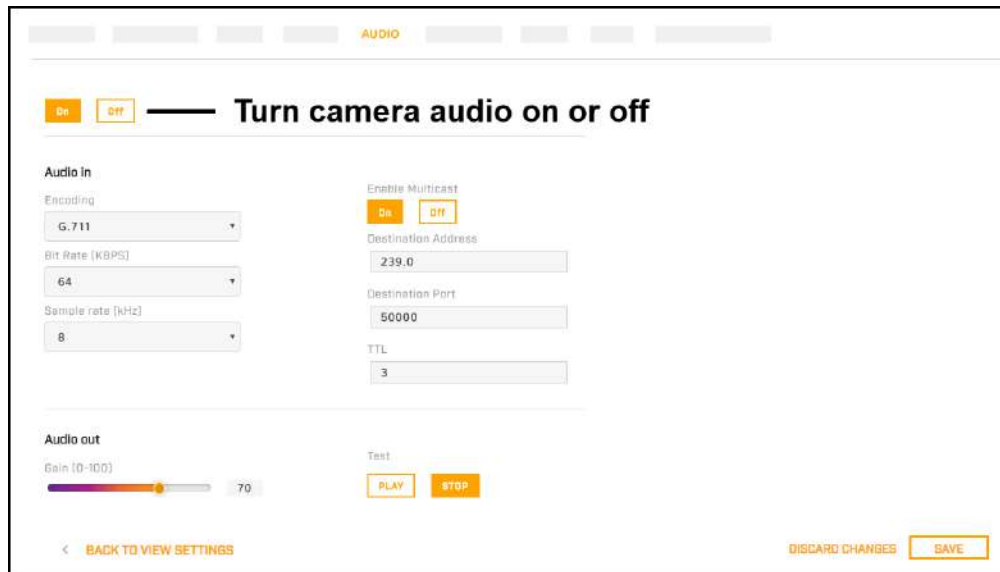 AUDIO
On Off Turn camera audio on or off
Audio in
Encoding
G.711
Bit Rate (KBPS)
64
Sample rate (kHz)
8
Enable Multicast
On Off
Destination Address
239.0
Destination Port
50000
TTL
3
Audio out
Gain (0-100)
70
Test
PLAY STOP
< BACK TO VIEW SETTINGS
DISCARD CHANGES SAVE